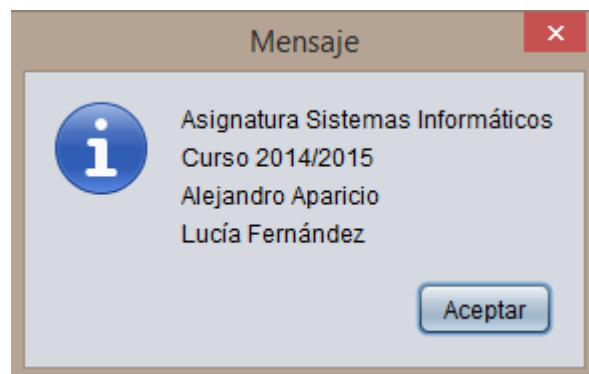 Mensaje
Asignatura Sistemas Informáticos
Curso 2014/2015
Alejandro Aparicio
Lucía Fernández
Aceptar